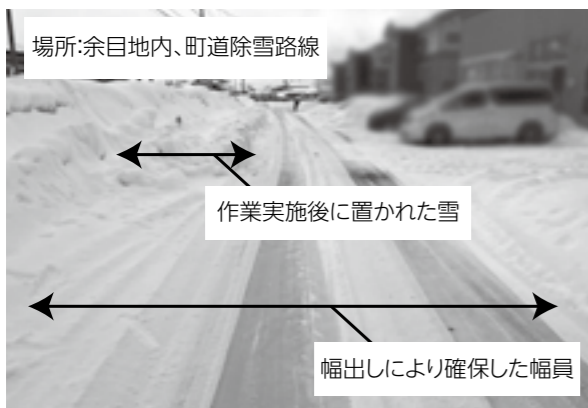 場所:余目地内、町道除雪路線
作業実施後に置かれた雪
幅出しにより確保した幅員